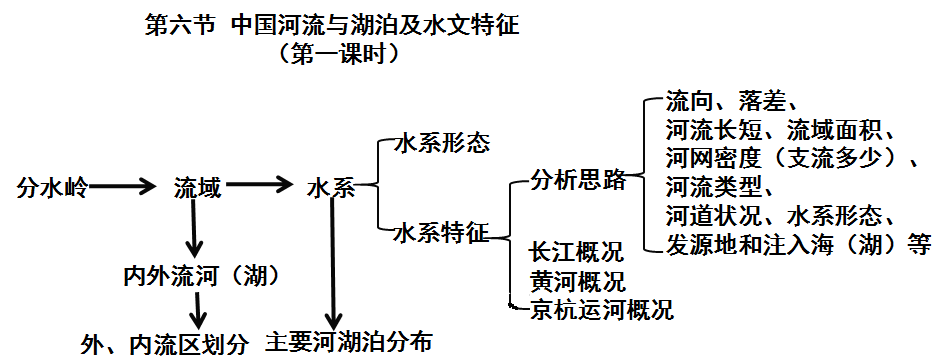 第六节 中国河流与湖泊及水文特征
（第一课时）
分水岭
流域
水系
水系形态
水系特征
分析思路
流向、落差、
河流长短、流域面积、
河网密度（支流多少）、
河流类型、
河道状况、水系形态、
发源地和注入海（湖）等
长江概况
黄河概况
京杭运河概况
内外流河（湖）
外、内流区划分
主要河湖泊分布